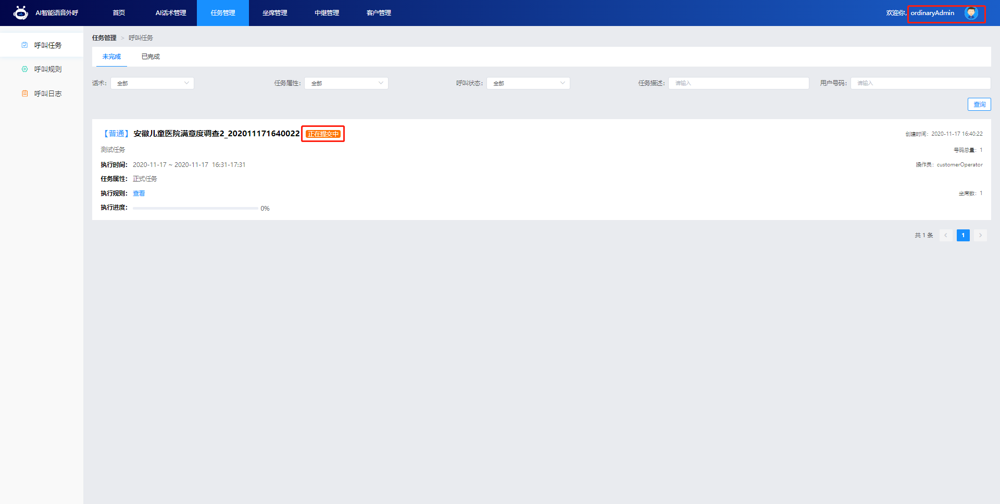 AI智能语音外呼 首页 AI话术管理 任务管理 坐席管理 中继管理 客户管理 欢迎你, ordinaryAdmin
呼叫任务
呼叫规则
呼叫日志
任务管理 > 呼叫任务
未完成 已完成
话术： 全部 任务属性： 全部 呼叫状态： 全部 任务描述： 请输入 用户号码： 请输入
查询
【普通】 安徽儿童医院满意度调查2_202011171640022 正在提交中 创建时间：2020-11-17 16:40:22
测试任务 号码总量：1
执行时间： 2020-11-17 ~ 2020-11-17 16:31-17:31 操作员：customerOperator
任务属性： 正式任务
执行规则： 查看 坐席数：1
执行进度： 0%
共 1 条 < 1 >